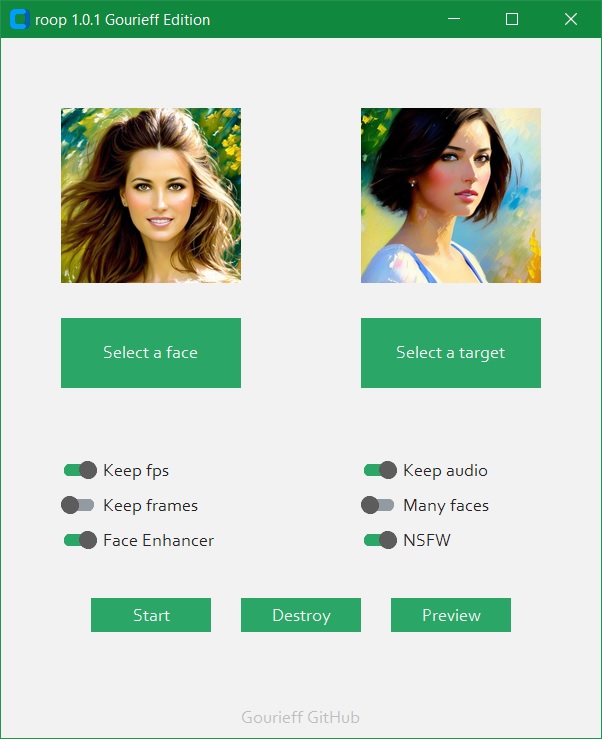 roop 1.0.1 Gourieff Edition
Select a face
Select a target
Keep fps
Keep audio
Keep frames
Many faces
Face Enhancer
NSFW
Start
Destroy
Preview
Gourieff GitHub